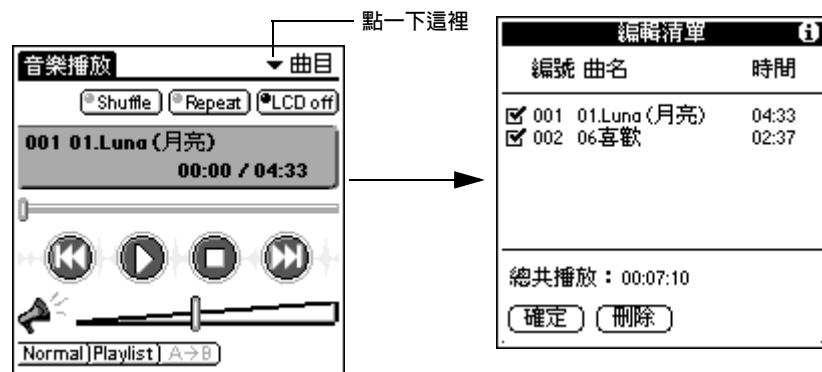 點一下這裡
音樂播放 曲目
Shuffle Repeat LCD off
001 01.Luna (月亮)
00:00 / 04:33
Normal Playlist A→B
編輯清單
編號 曲名 時間
001 01.Luna (月亮) 04:33
002 06喜歡 02:37
總共播放：00:07:10
確定 刪除